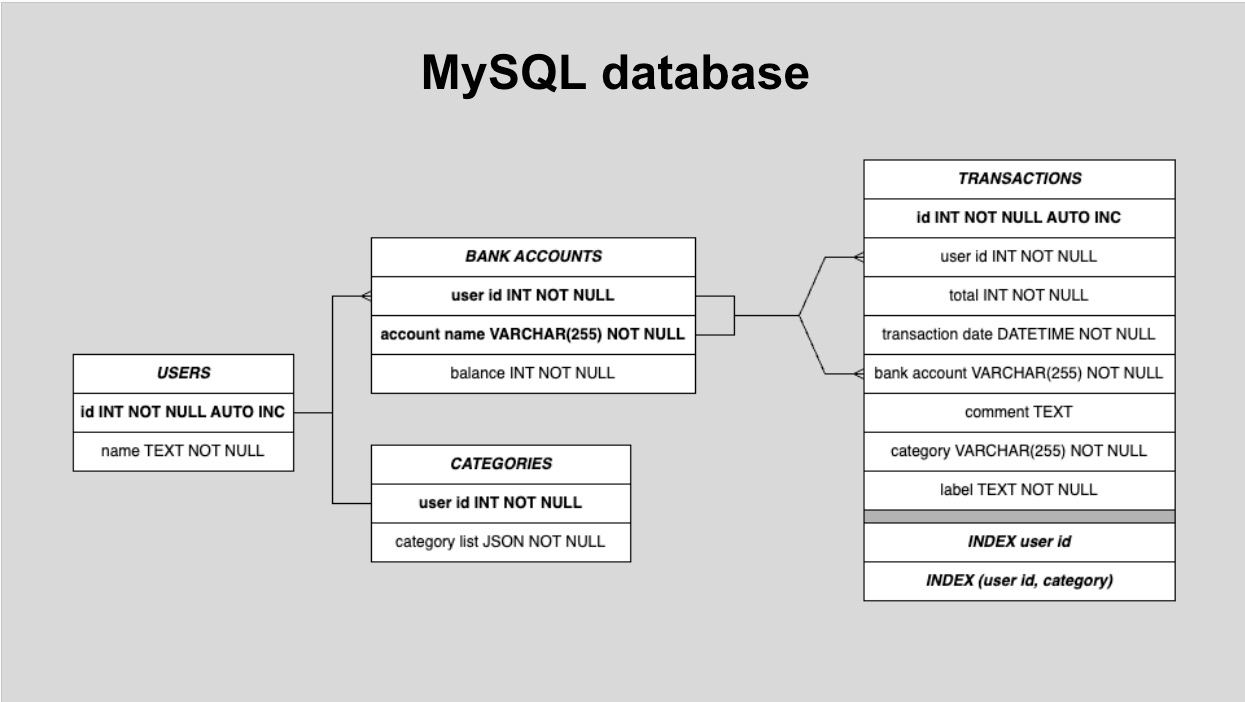 MySQL database
USERS
id INT NOT NULL AUTO INC
name TEXT NOT NULL
BANK ACCOUNTS
user id INT NOT NULL
account name VARCHAR(255) NOT NULL
balance INT NOT NULL
CATEGORIES
user id INT NOT NULL
category list JSON NOT NULL
TRANSACTIONS
id INT NOT NULL AUTO INC
user id INT NOT NULL
total INT NOT NULL
transaction date DATETIME NOT NULL
bank account VARCHAR(255) NOT NULL
comment TEXT
category VARCHAR(255) NOT NULL
label TEXT NOT NULL
INDEX user id
INDEX (user id, category)